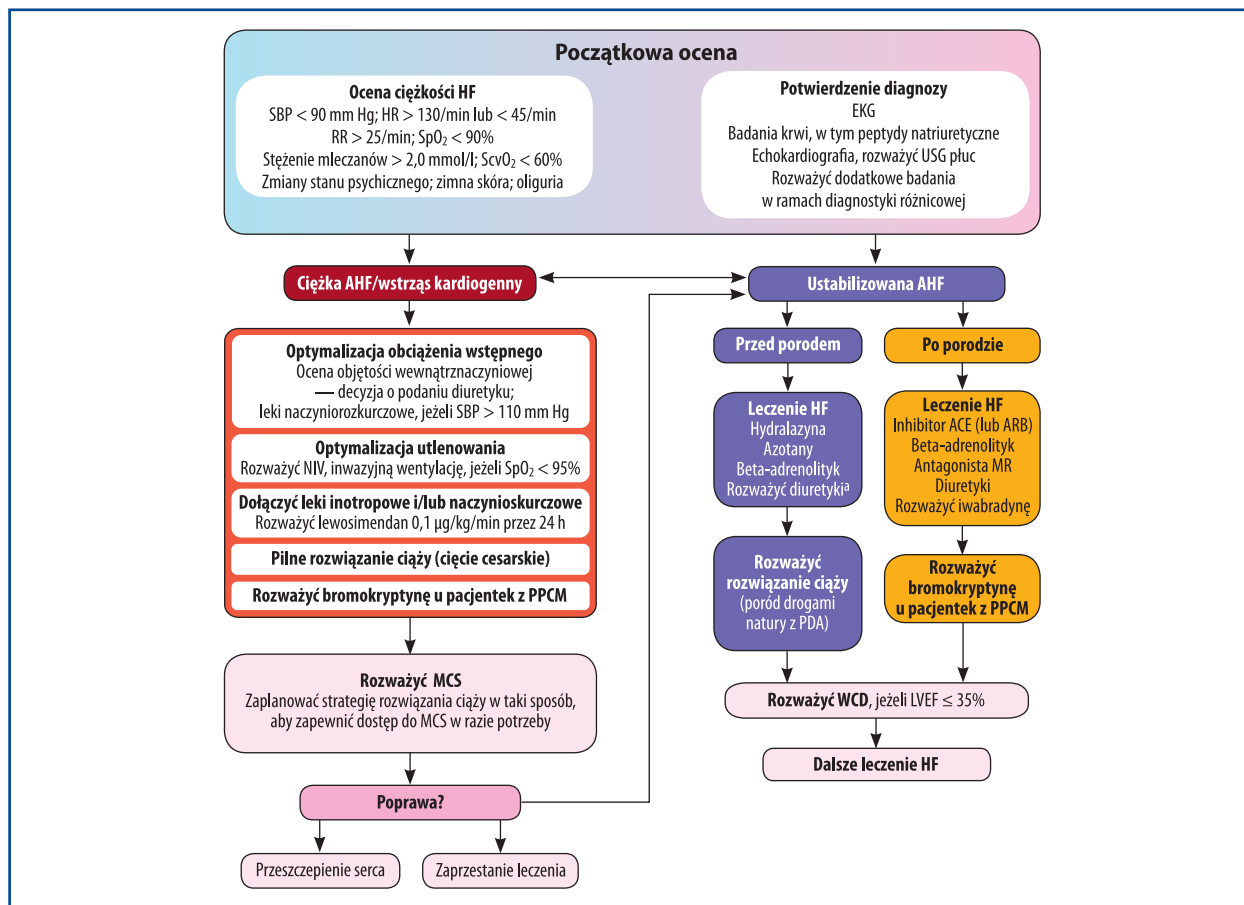 Początkowa ocena
Ocena ciężkości HF
SBP < 90 mm Hg; HR > 130/min lub < 45/min
RR > 25/min; SpO₂ < 90%
Stężenie mleczanów > 2,0 mmol/l; ScvO₂ < 60%
Zmiany stanu psychicznego; zimna skóra; oliguria
Potwierdzenie diagnozy
EKG
Badania krwi, w tym peptydy natriuretyczne
Echokardiografia, rozważyć USG płuc
Rozważyć dodatkowe badania
w ramach diagnostyki różnicowej
Ciężka AHF/wstrząs kardiogenny
Optymalizacja obciążenia wstępnego
Ocena objętości wewnątrznaczyniowej
— decyzja o podaniu diuretyku;
leki naczyniorozkurczowe, jeżeli SBP > 110 mm Hg
Optymalizacja utlenowania
Rozważyć NIV, inwazyjną wentylację, jeżeli SpO₂ < 95%
Dołączyć leki inotropowe i/lub naczynioskurczowe
Rozważyć lewosimendan 0,1 µg/kg/min przez 24 h
Pilne rozwiązanie ciąży (cięcie cesarskie)
Rozważyć bromokryptynę u pacjentek z PPCM
Rozważyć MCS
Zaplanować strategię rozwiązania ciąży w taki sposób,
aby zapewnić dostęp do MCS w razie potrzeby
Poprawa?
Przeszczepienie serca
Zaprzestanie leczenia
Ustabilizowana AHF
Przed porodem
Leczenie HF
Hydralazyna
Azotany
Beta-adrenolityk
Rozważyć diuretykiᵃ
Rozważyć
rozwiązanie ciąży
(poród drogami
natury z PDA)
Po porodzie
Leczenie HF
Inhibitor ACE (lub ARB)
Beta-adrenolityk
Antagonista MR
Diuretyki
Rozważyć iwabradynę
Rozważyć
bromokryptynę
u pacjentek z PPCM
Rozważyć WCD, jeżeli LVEF ≤ 35%
Dalsze leczenie HF